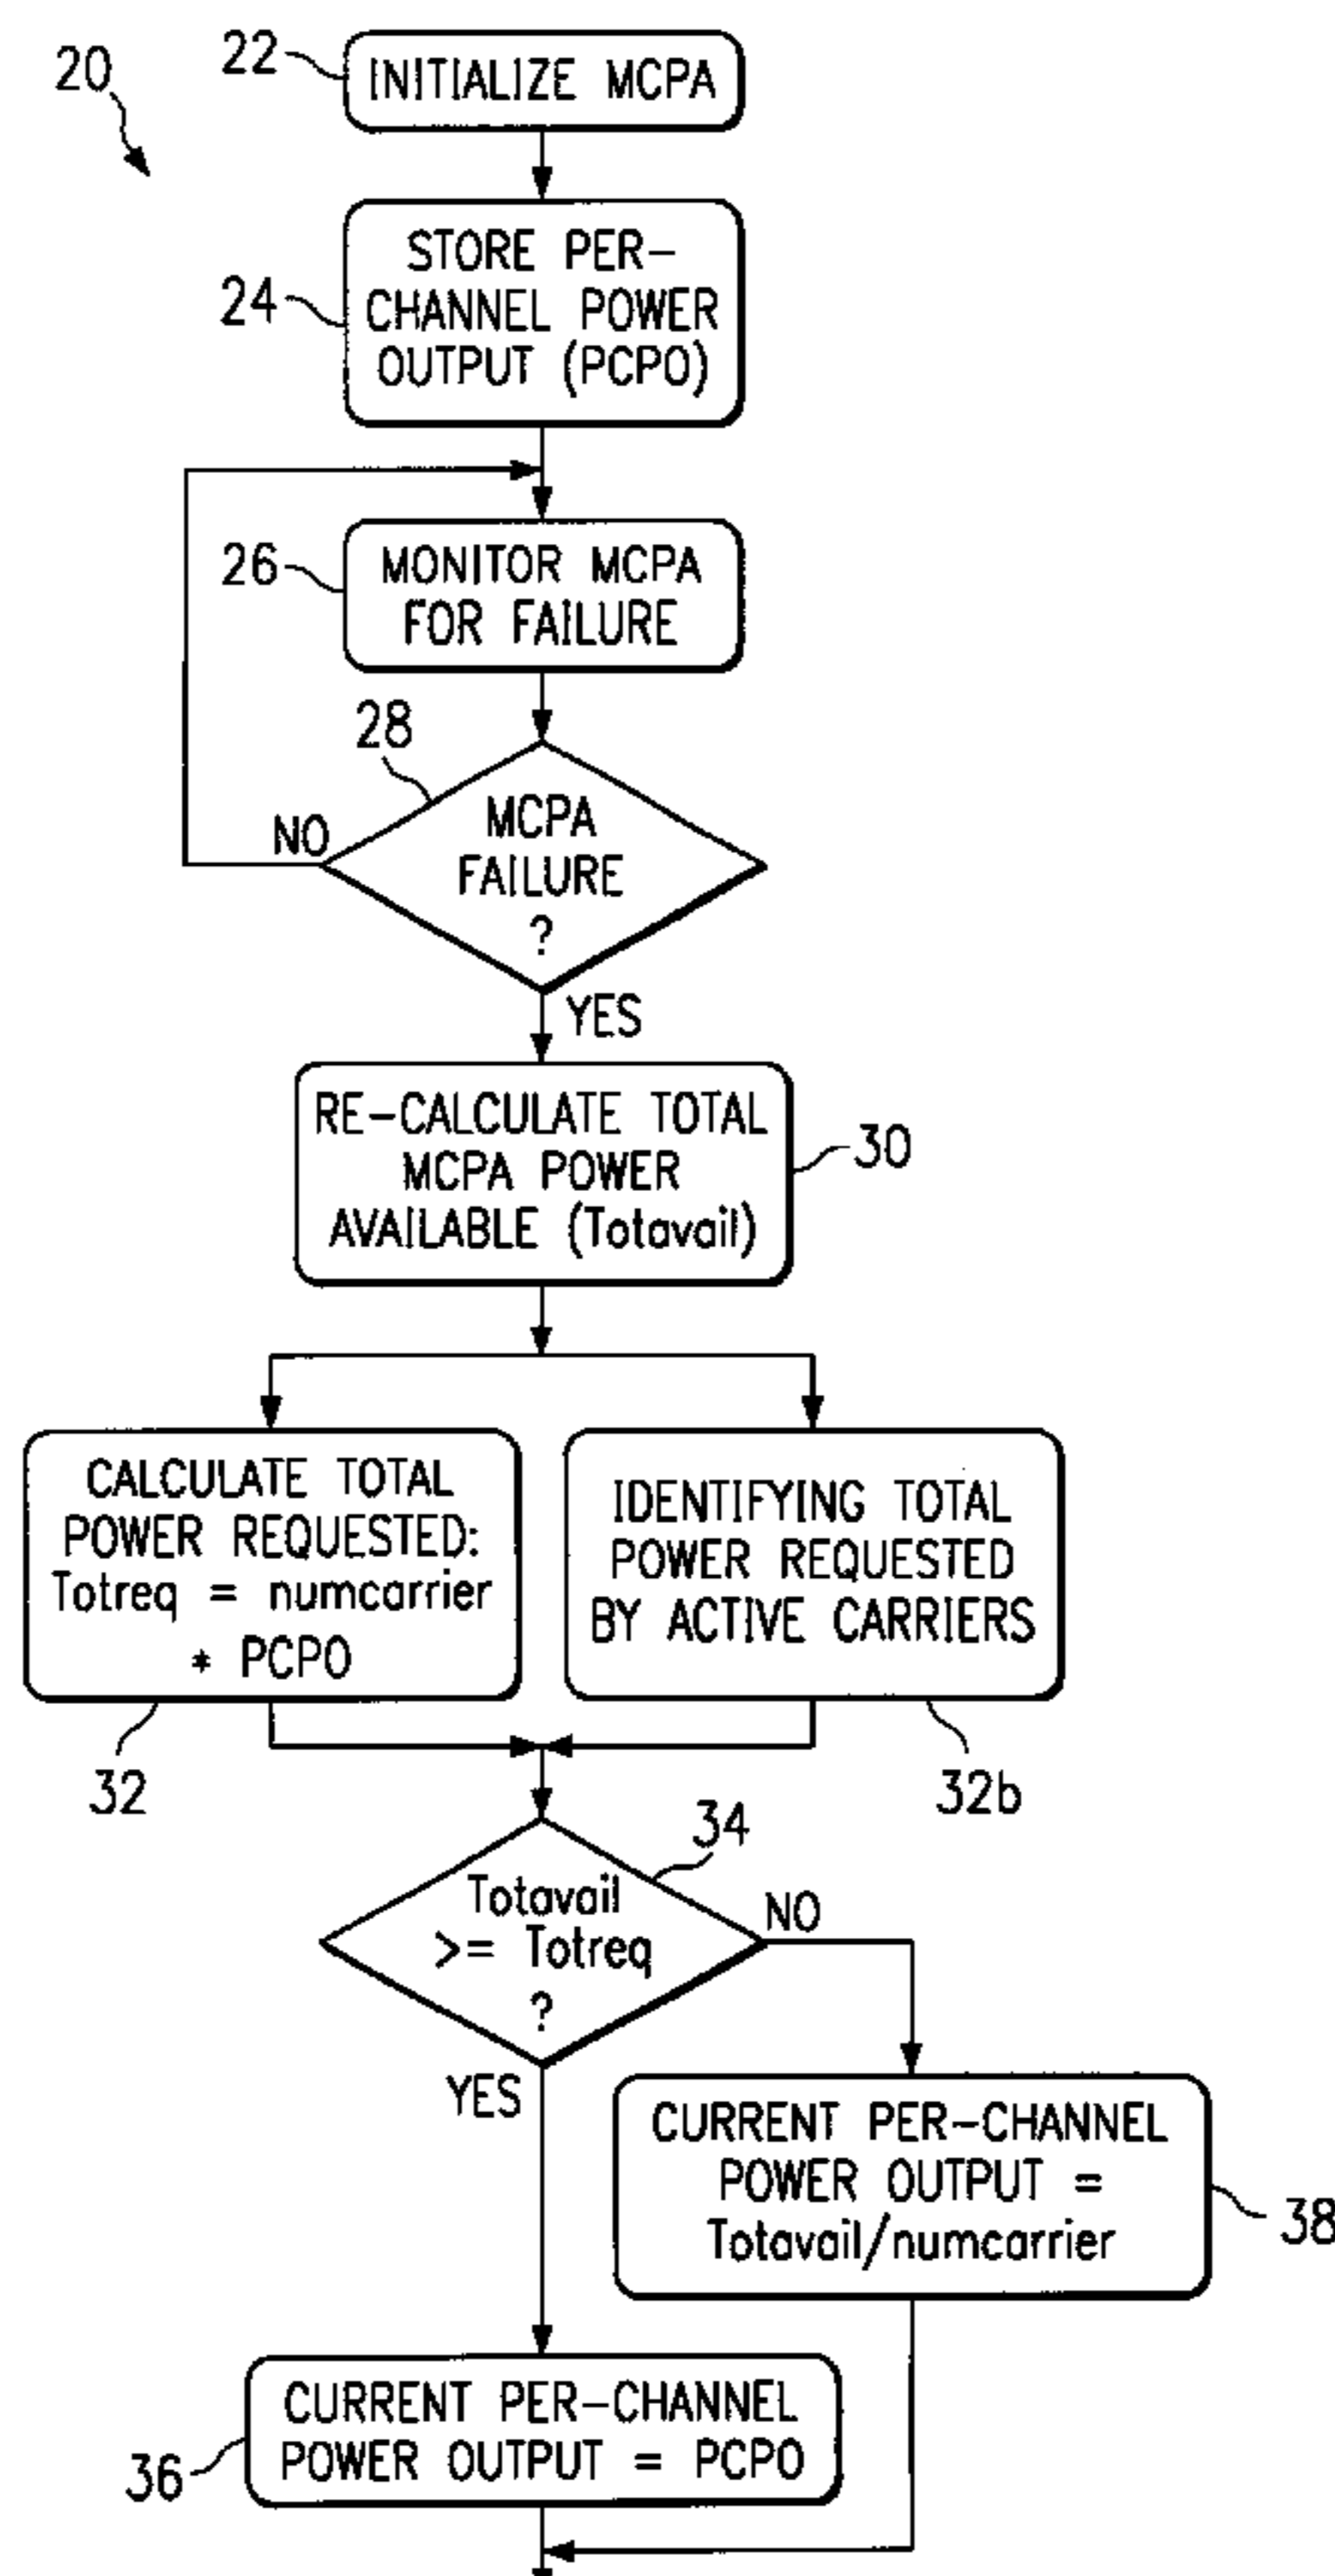 20
22
INITIALIZE MCPA
24
STORE PER-
CHANNEL POWER
OUTPUT (PCPO)
26
MONITOR MCPA
FOR FAILURE
28
NO
MCPA
FAILURE
?
YES
RE-CALCULATE TOTAL
MCPA POWER
AVAILABLE (Totavail)
30
CALCULATE TOTAL
POWER REQUESTED:
Totreq = numcarrier
* PCPO
32
IDENTIFYING TOTAL
POWER REQUESTED
BY ACTIVE CARRIERS
32b
34
Totavail
>= Totreq
?
NO
YES
CURRENT PER-CHANNEL
POWER OUTPUT =
Totavail/numcarrier
38
CURRENT PER-CHANNEL
POWER OUTPUT = PCPO
36